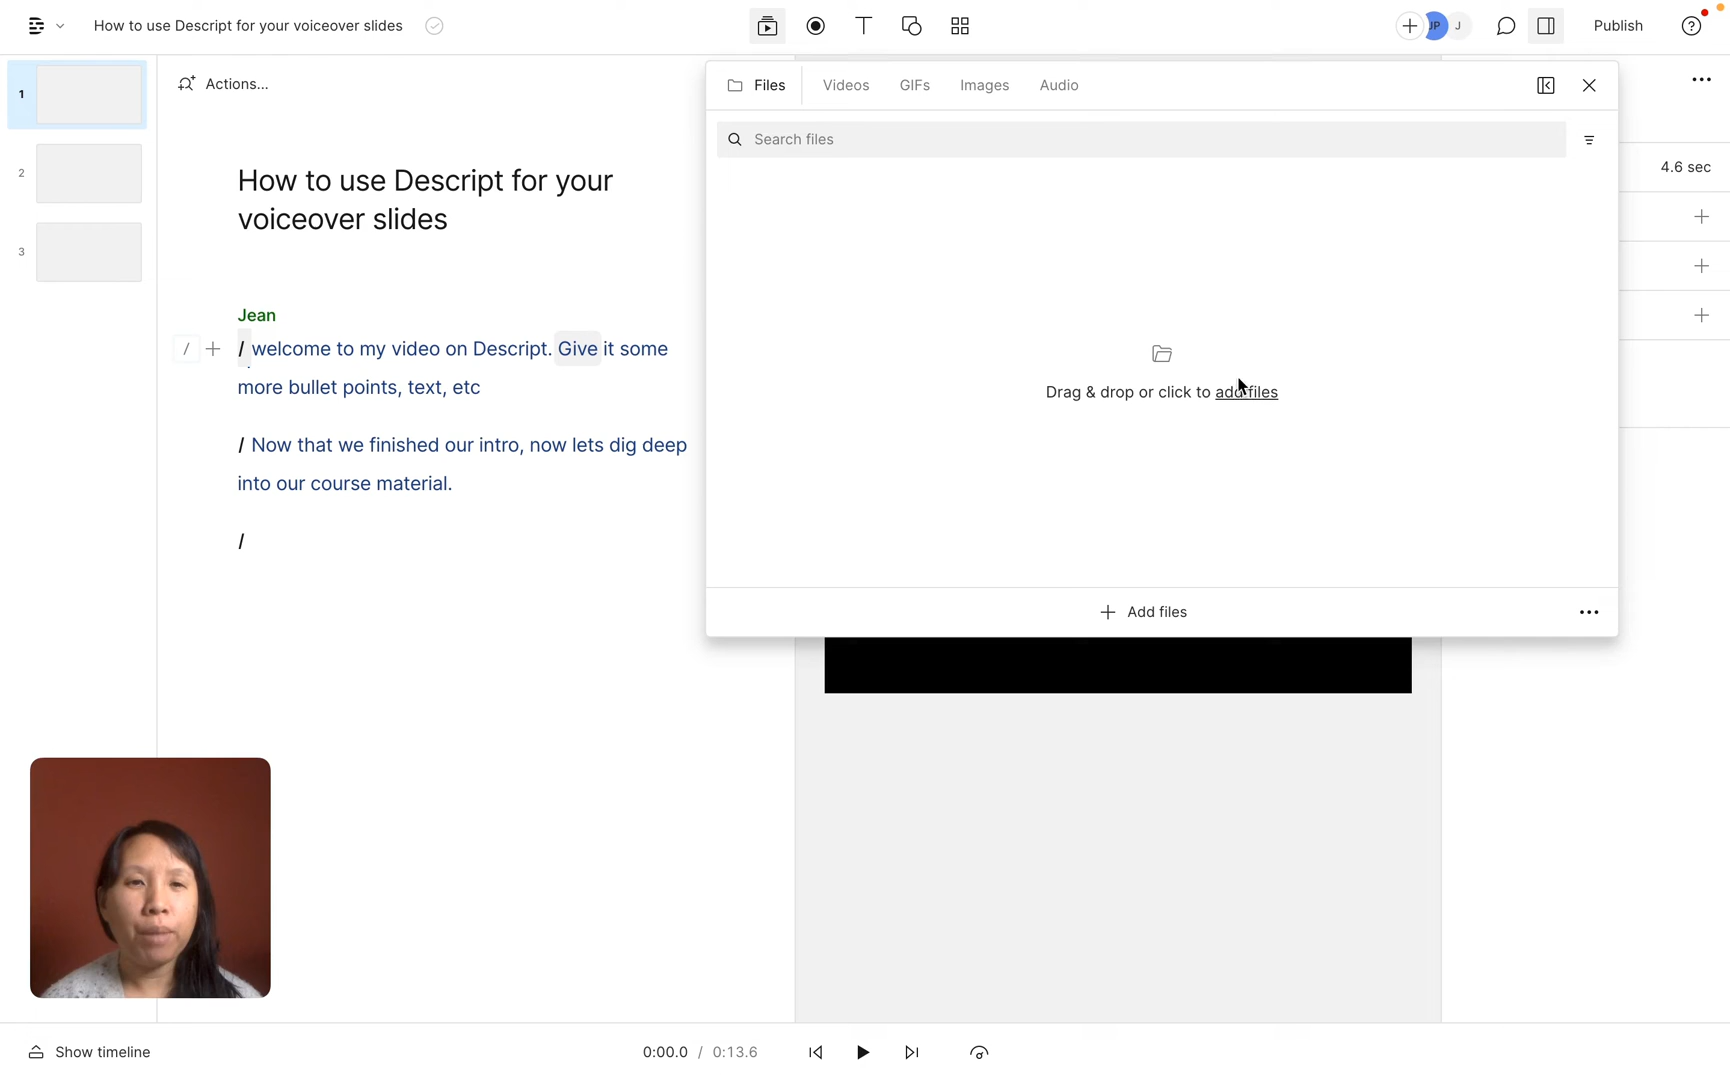 How to use Descript for your voiceover slides
JP
J
Publish
1
2
3
Actions...
Files
Videos
GIFs
Images
Audio
Search files
4.6 sec
How to use Descript for your
voiceover slides
Jean
/ +
/ welcome to my video on Descript. Give it some
more bullet points, text, etc
/ Now that we finished our intro, now lets dig deep
into our course material.
/
Drag & drop or click to add files
+ Add files
Show timeline
0:00.0 / 0:13.6